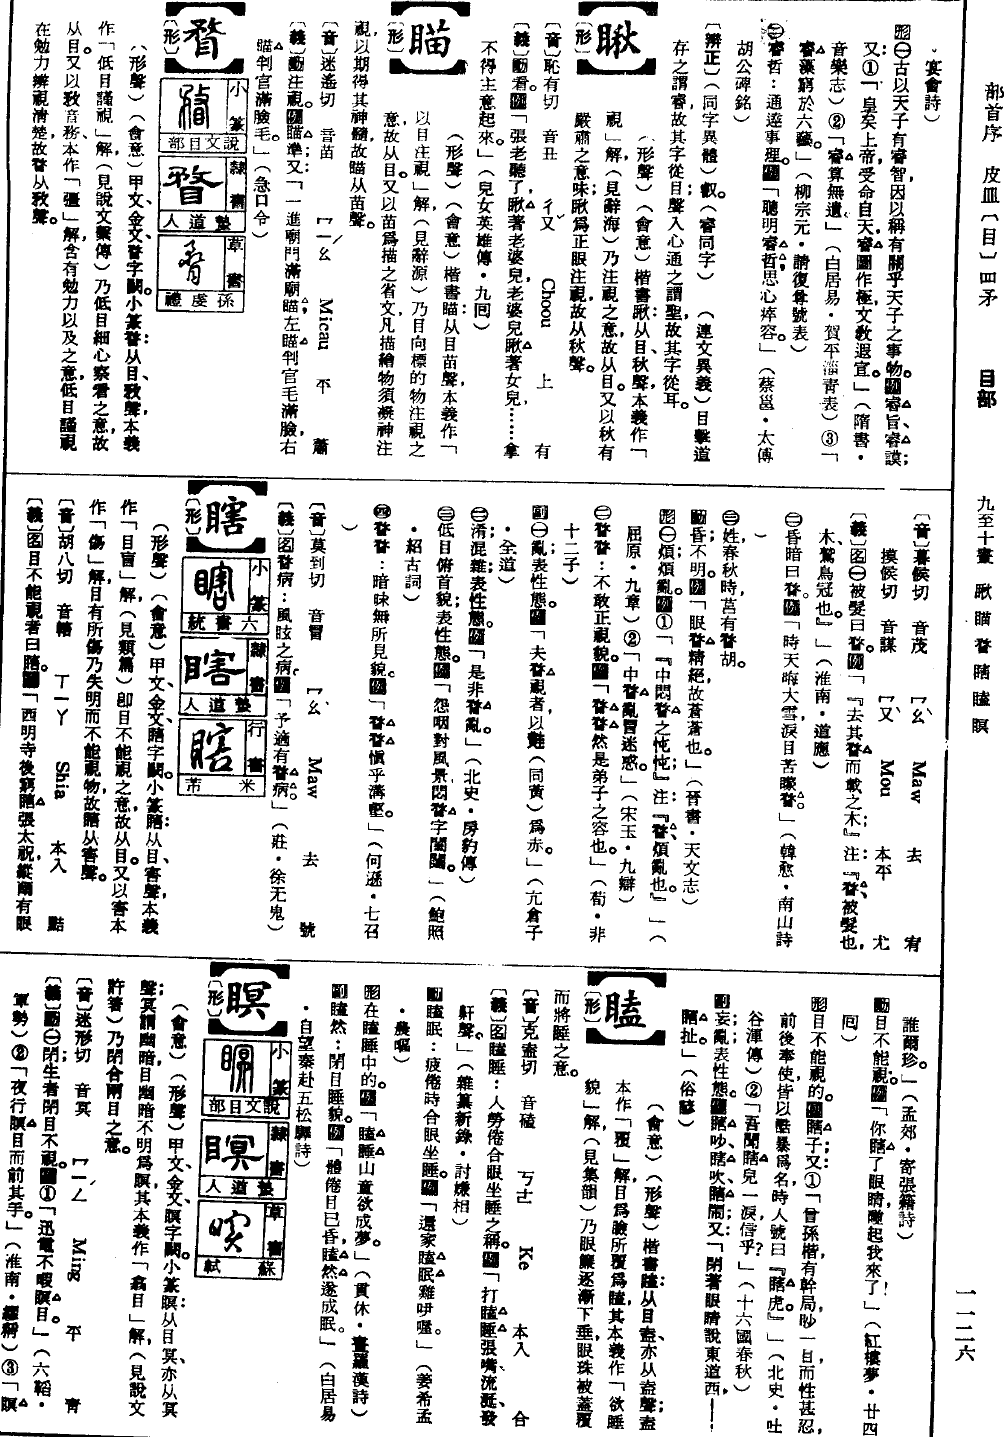 部首序 皮皿〔目〕四矛 目部 九至十畫 瞅瞄瞀瞎瞌瞑 一一二六
．宴會詩）
形㊀古以天子有睿智因以稱有關乎天子之事物。例「睿旨、睿謨；
又：①「皇矣上帝，受命自天，睿圖作極，文教遐宣。」（隋書．
音樂志）②「睿算無遺。」（白居易．賀平淄青表）③「
睿藻窮於六藝。」（柳宗元．請復尊號表）
㊁睿哲：通達事理。例「聰明睿哲，思心瘁容。」（蔡邕．太傅
胡公碑銘）
〔辨正〕（同字異體）叡（睿同字）　（連文異義）目擊道
存之謂睿，故其字從目；聲入心通之謂聖，故其字從耳。
瞅
〔形〕
（形聲）（會意）楷書瞅：从目、秋聲，本義作「
視」解（見辭海），乃注視之意，故从目。又以秋有
嚴肅之意味，瞅爲正眼注視，故从秋聲。
〔音〕恥有切　音丑　ㄔㄡ　Choou　上　有
〔義〕動看。例「張老聽了，瞅著老婆兒，老婆兒瞅著女兒，……拿
不得主意起來。」（兒女英雄傳．九回）
瞄
〔形〕
（形聲）（會意）楷書瞄：从目苗聲，本義作「
以目注視」解（見辭源），乃目向標的物注視之
意，故从目。又以苗爲描之省文，凡描繪物須凝神注
視，以期得其神髓，故瞄从苗聲。
〔音〕迷遙切　音苗　ㄇㄧㄠˊ　Miau　平　蕭
〔義〕動注視。例「瞄準；又：「一進廟門滿廟瞄，左瞄判官毛滿臉，右
瞄判官滿臉毛。」（急口令）
瞀
〔形〕
小篆　說文目部
隸書　墊道人
草書　孫虔禮
（形聲）（會意）甲文、金文瞀字闕。小篆瞀：从目、敄聲，本義
作「低目謹視」解（見說文繫傳），乃低目細心察看之意，故
从目。又以敄音務，本作「彊」解，含有勉力以及之意；低目謹視
在勉力辨視清楚，故瞀从敄聲。
〔音〕暮候切　音茂　ㄇㄠˋ　Maw　去　宥
摸侯切　音謀　ㄇㄡˊ　Mou　本平　尤
〔義〕名㊀被髮曰瞀。例「『去其瞀而載之木』注：『瞀，被髮也，
木，鶩鳥冠也。』」（淮南．道應）
㊁昏暗曰瞀。例「時天晦大雪，淚目苦矇瞀。」（韓愈．南山詩
㊂姓，春秋時莒有瞀胡。
動昏不明。例「眼瞀精絕，故蒼蒼也。」（晉書．天文志）
形㊀煩，煩亂。例①「『中悶瞀之忳忳』注：『瞀，煩亂也。』」（
屈原．九章）②「中瞀亂兮迷惑。」（宋玉．九辯）
㊁瞀瞀：不敢正視貌。例「瞀瞀然，是弟子之容也。」（荀．非
十二子）
副㊀亂，表性態。例「夫瞀視者，以黈（同黃）爲赤。」（亢倉子
．全道）
㊁淆混雜，表性態。例「是非瞀亂。」（北史．房豹傳）
㊂低目俯首貌，表性態。例「怨咽對風景，悶瞀守閨闥。」（鮑照
．紹古詞）
㊃瞀瞀：暗昧無所見貌。例「瞀瞀愼乎溝壑。」（何遜．七召
）
〔音〕莫到切　音冒　ㄇㄠˋ　Maw　去　號
〔義〕名瞀病：風眩之病。例「予適有瞀病。」（莊．徐无鬼）
瞎
〔形〕
小篆　六書統
隸書　墊道人
行書　米芾
（形聲）（會意）甲文、金文瞎字闕。小篆瞎：从目、害聲，本義
作「目盲」解（見類篇），卽目不能視之意，故从目。又以害本
作「傷」解，目有所傷乃失明而不能視物，故瞎从害聲。
〔音〕胡八切　音轄　ㄒㄧㄚ　Shia　本入　黠
〔義〕名目不能視者曰瞎。例「西明寺後窮瞎張太祝，縱爾有眼
誰爾珍。」（孟郊．寄張籍詩）
動目不能視。例「你瞎了眼睛，碰起我來了！」（紅樓夢．廿四
回）
形目不能視的。例「瞎子；又：①「曾孫楷有幹局，眇一目而性甚忍，
前後奉使皆以酷暴爲名，時人號曰『瞎虎。』」（北史．吐
谷渾傳）②「吾聞瞎兒一淚，信乎？」（十六國春秋）
副妄亂，表性態。例「瞎吵；瞎吹；瞎鬧；又：「閉著眼睛說東道西，——
瞎扯。」（俗諺）
瞌
〔形〕
（會意）（形聲）楷書瞌：从目、盍，亦从盍聲；盍
本作「覆」解，目爲臉所覆爲瞌，其本義作「欲睡
貌」解（見集韻），乃眼簾逐漸下垂，眼珠被蓋覆
而將睡之意。
〔音〕克盍切　音磕　ㄎㄜ　Ke　本入　合
〔義〕名瞌睡：人勞倦合眼坐睡之稱。例「打瞌睡，張嘴流涎發
鼾聲。」（雜纂新錄．討嫌相）
動瞌眠：疲倦時合眼坐睡。例「還家瞌眠雞咿喔。」（姜希孟
．農謳）
形在瞌睡中的。例「瞌睡山童欲成夢。」（貫休．畫羅漢詩）
副瞌然：閉目睡貌。例「體倦目已昏，瞌然遂成眠。」（白居易
．自望秦赴五松驛詩）
瞑
〔形〕
小篆　說文目部
隸書　墊道人
草書　蘇軾
（會意）（形聲）甲文、金文瞑字闕。小篆瞑：从目、冥，亦从冥
聲；冥謂幽暗，目幽暗不明爲瞑，其本義作「翕目」解（見說文
許箸），乃閉合兩目之意。
〔音〕迷形切　音冥　ㄇㄧㄥ　Ming　平　青
〔義〕動㊀閉；生者閉目不視。例①「迅電不暇瞑目。」（六韜．
軍勢）②「夜行瞑目而前其手。」（淮南．繆稱）③「瞑